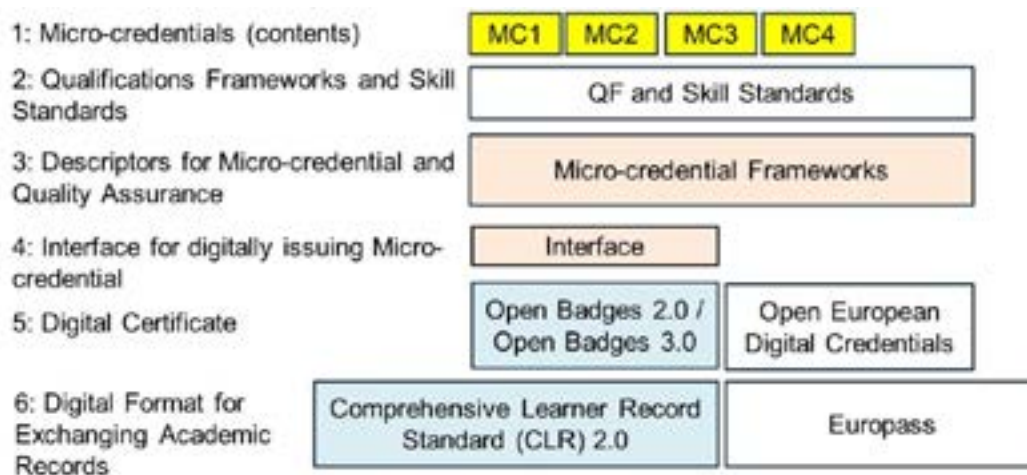 1: Micro-credentials (contents)
MC1 MC2 MC3 MC4
2: Qualifications Frameworks and Skill
Standards
QF and Skill Standards
3: Descriptors for Micro-credential and
Quality Assurance
Micro-credential Frameworks
4: Interface for digitally issuing Micro-
credential
Interface
5: Digital Certificate
Open Badges 2.0 /
Open Badges 3.0
Open European
Digital Credentials
6: Digital Format for
Exchanging Academic
Records
Comprehensive Learner Record
Standard (CLR) 2.0
Europass